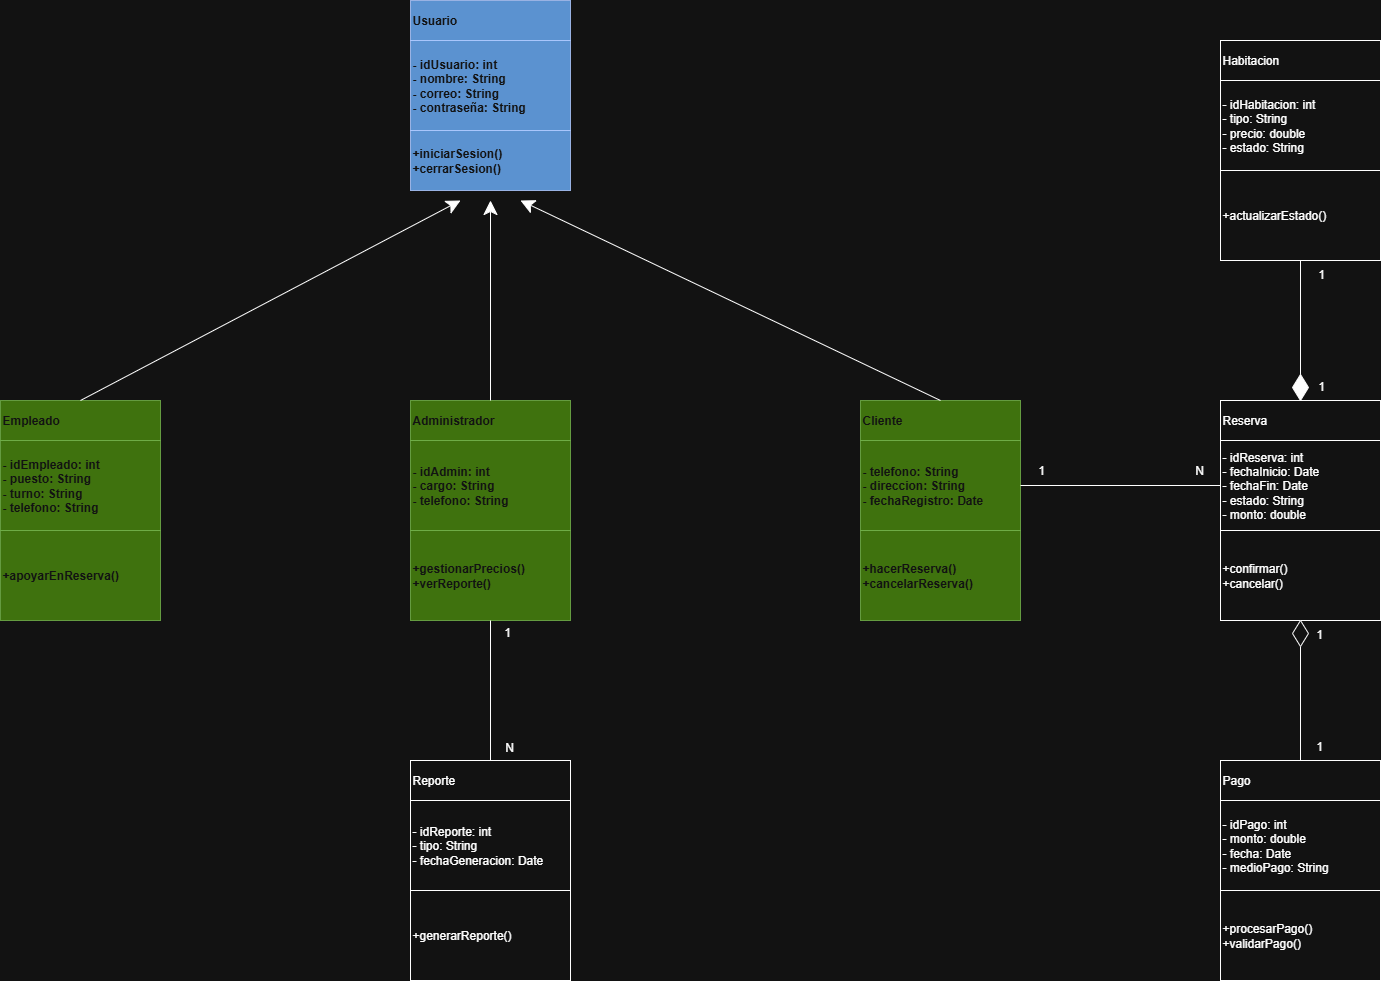 Usuario
- idUsuario: int
- nombre: String
- correo: String
- contraseña: String
+iniciarSesion()
+cerrarSesion()
Habitacion
- idHabitacion: int
- tipo: String
- precio: double
- estado: String
+actualizarEstado()
1
1
Empleado
- idEmpleado: int
- puesto: String
- turno: String
- telefono: String
+apoyarEnReserva()
Administrador
- idAdmin: int
- cargo: String
- telefono: String
+gestionarPrecios()
+verReporte()
Cliente
- telefono: String
- direccion: String
- fechaRegistro: Date
+hacerReserva()
+cancelarReserva()
1
N
Reserva
- idReserva: int
- fechaInicio: Date
- fechaFin: Date
- estado: String
- monto: double
+confirmar()
+cancelar()
1
N
1
1
Reporte
- idReporte: int
- tipo: String
- fechaGeneracion: Date
+generarReporte()
Pago
- idPago: int
- monto: double
- fecha: Date
- medioPago: String
+procesarPago()
+validarPago()